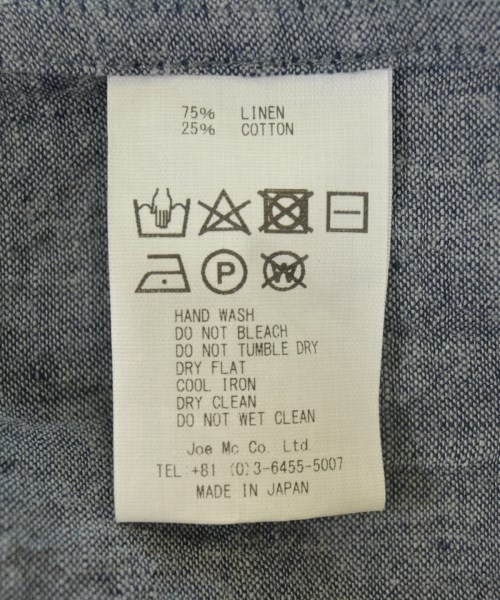 75% LINEN
25% COTTON
P
W
HAND WASH
DO NOT BLEACH
DO NOT TUMBLE DRY
DRY FLAT
COOL IRON
DRY CLEAN
DO NOT WET CLEAN
Joe Mc Co. Ltd.
TEL:+81 (0)3-6455-5007
MADE IN JAPAN